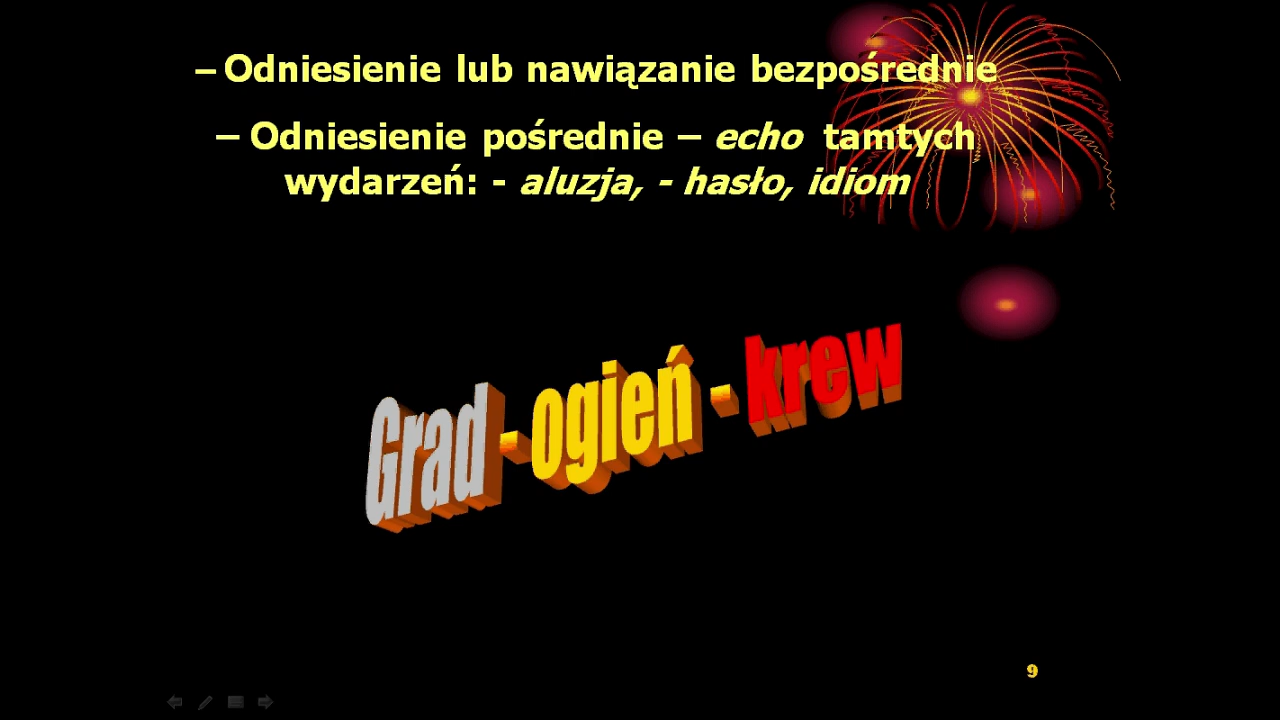 – Odniesienie lub nawiązanie bezpośrednie
– Odniesienie pośrednie – echo tamtych
wydarzeń: - aluzja, - hasło, idiom
Grad - ogień - krew
9